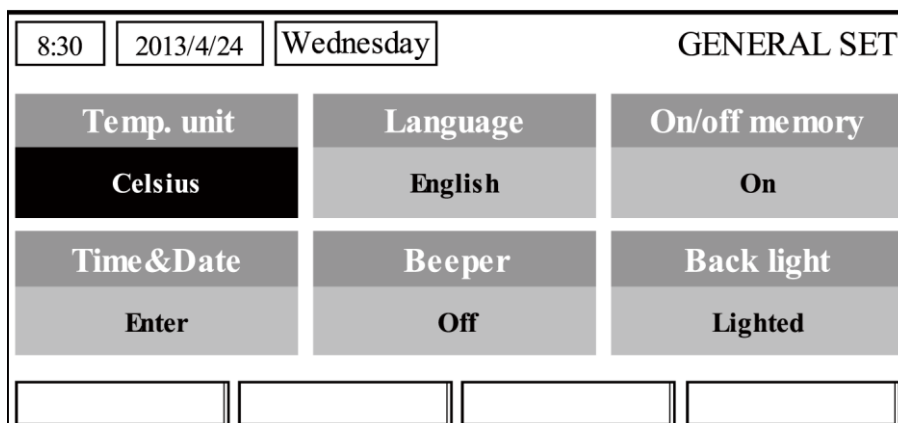 8:30 2013/4/24 Wednesday GENERAL SET
Temp. unit Language On/off memory
Celsius English On
Time&Date Beeper Back light
Enter Off Lighted